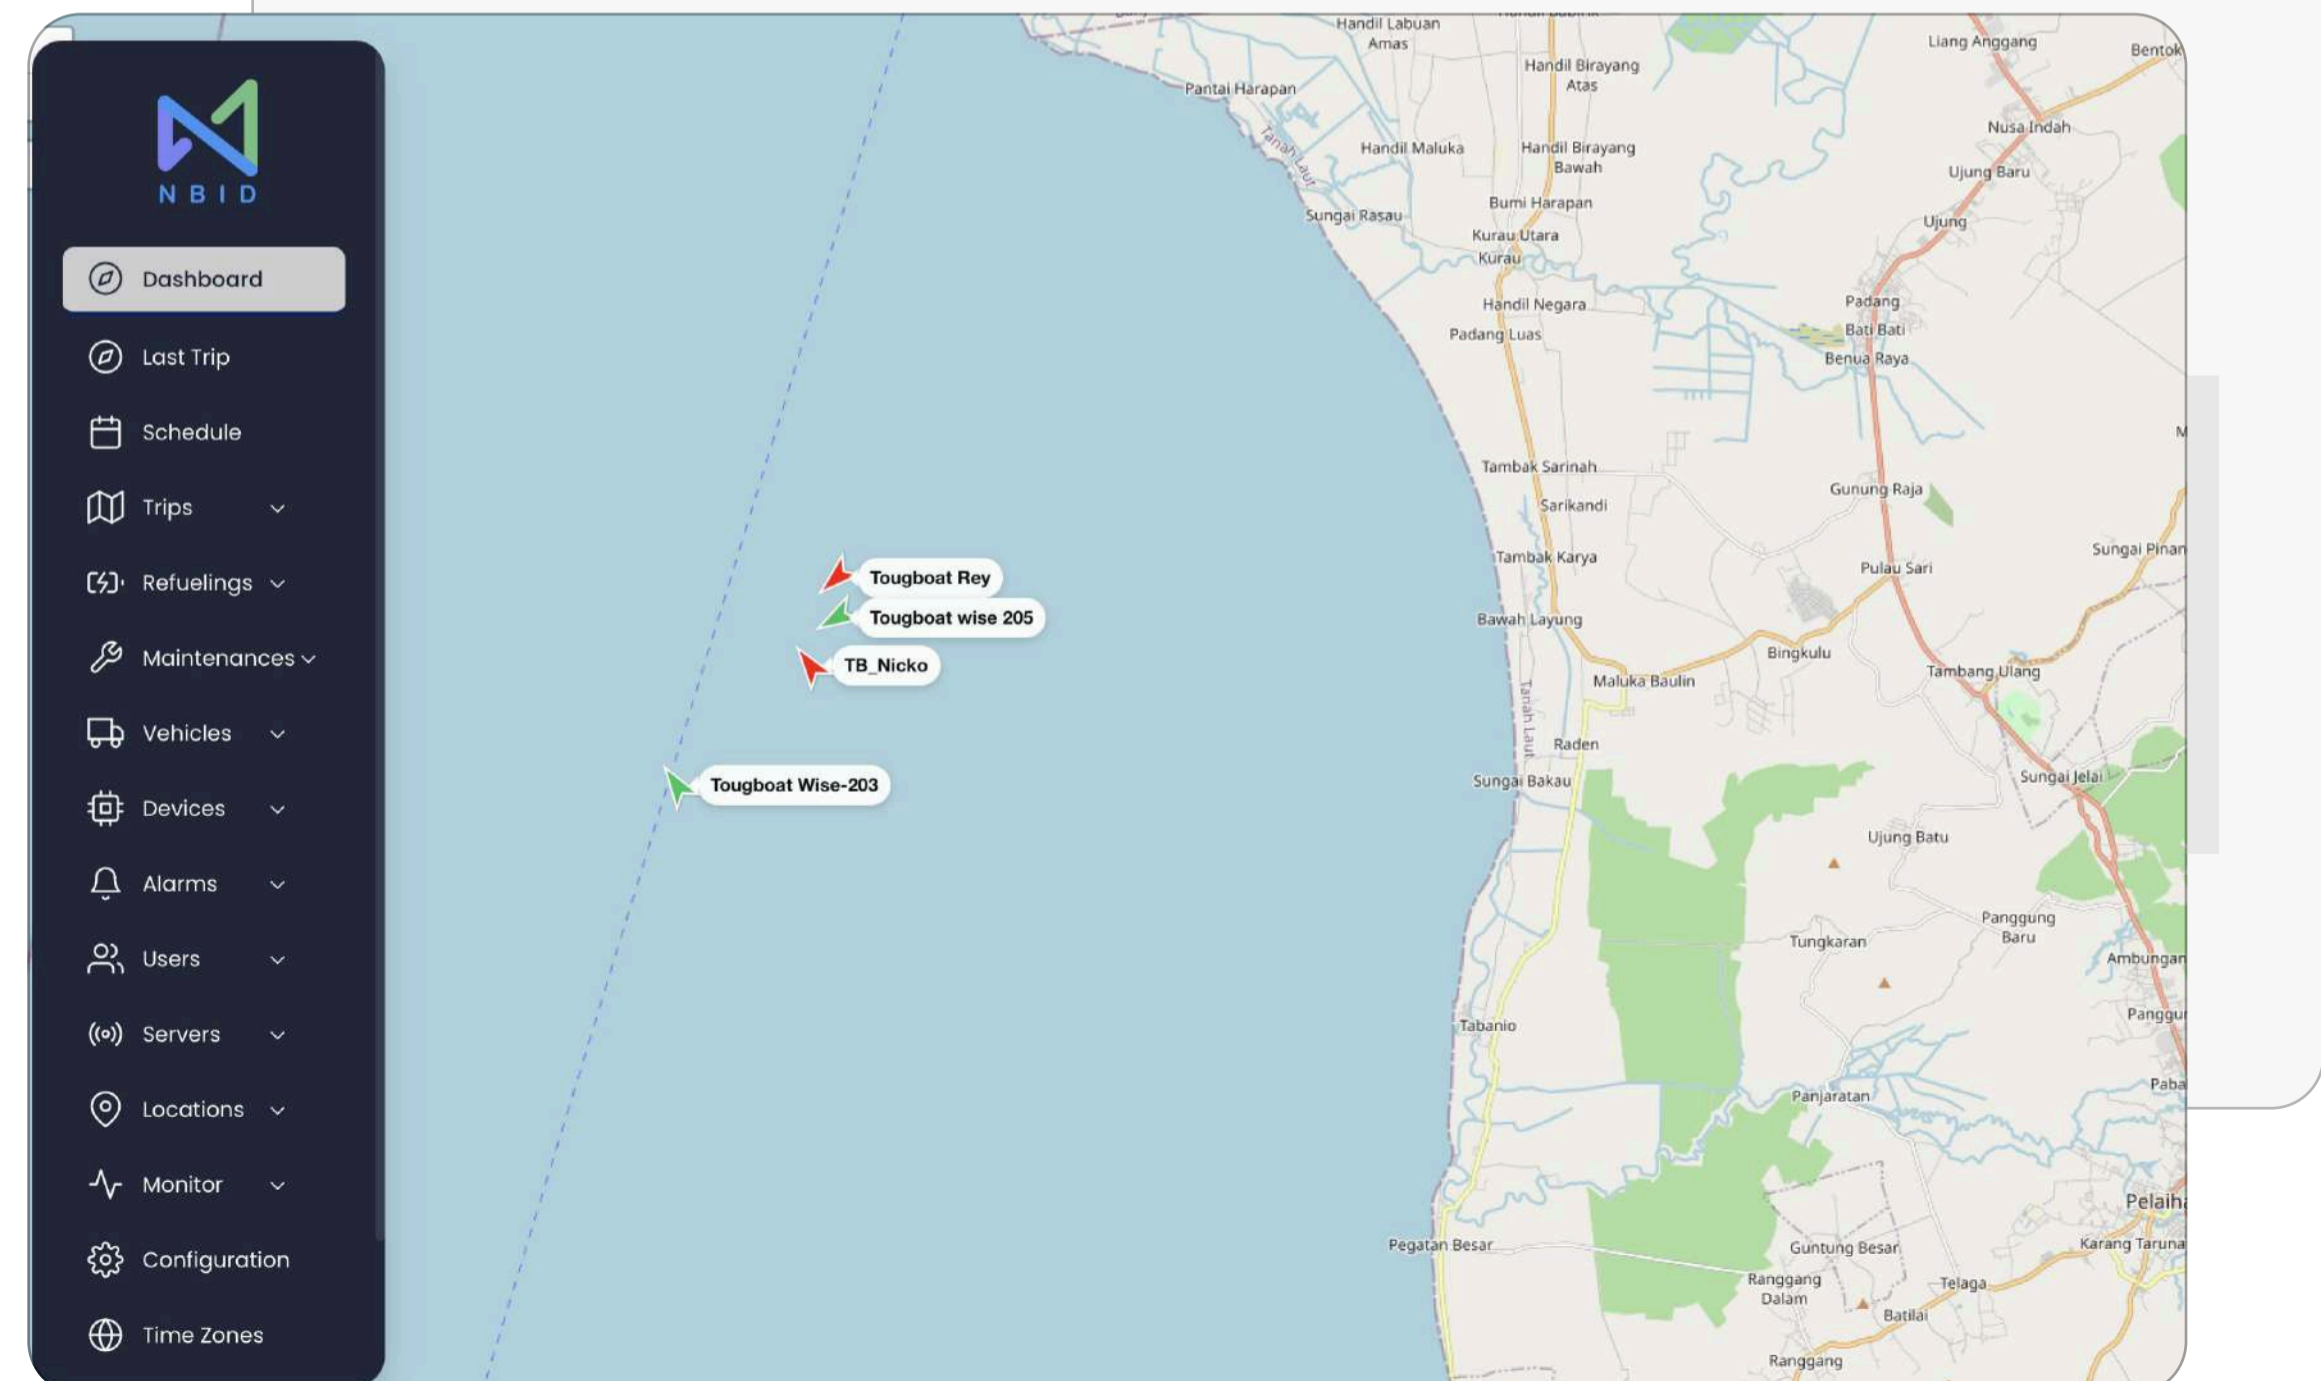 NBID
Dashboard
Last Trip
Schedule
Trips
Refuelings
Maintenances
Vehicles
Devices
Alarms
Users
Servers
Locations
Monitor
Configuration
Time Zones
Tougboat Rey
Tougboat wise 205
TB_Nicko
Tougboat Wise-203
Handil Labuan
Amas
Liang Anggang
Bentok
Handil Birayang
Atas
Pantai Harapan
Nusa Indah
Tanah Laut
Handil Maluka
Handil Birayang
Bawah
Ujung Baru
Bumi Harapan
Sungai Rasau
Ujung
Kurau Utara
Kurau
Handil Negara
Padang
Padang Luas
Bati Bati
Benua Raya
M
Tambak Sarinah
Gunung Raja
Sarikandi
Sungai Pinan
Tambak Karya
Pulau Sari
Bawah Layung
Bingkulu
Tambang Ulang
Maluka Baulin
Tanah Laut
Raden
Sungai Bakau
Sungai Jelai
Ujung Batu
Panggung
Baru
Tungkaran
Ambungan
Panggur
Tabanio
Paba
Panjaratan
Pelaiha
Pegatan Besar
Guntung Besar
Karang Taruna
Ranggang
Dalam
Telaga
Batilai
Ranggang